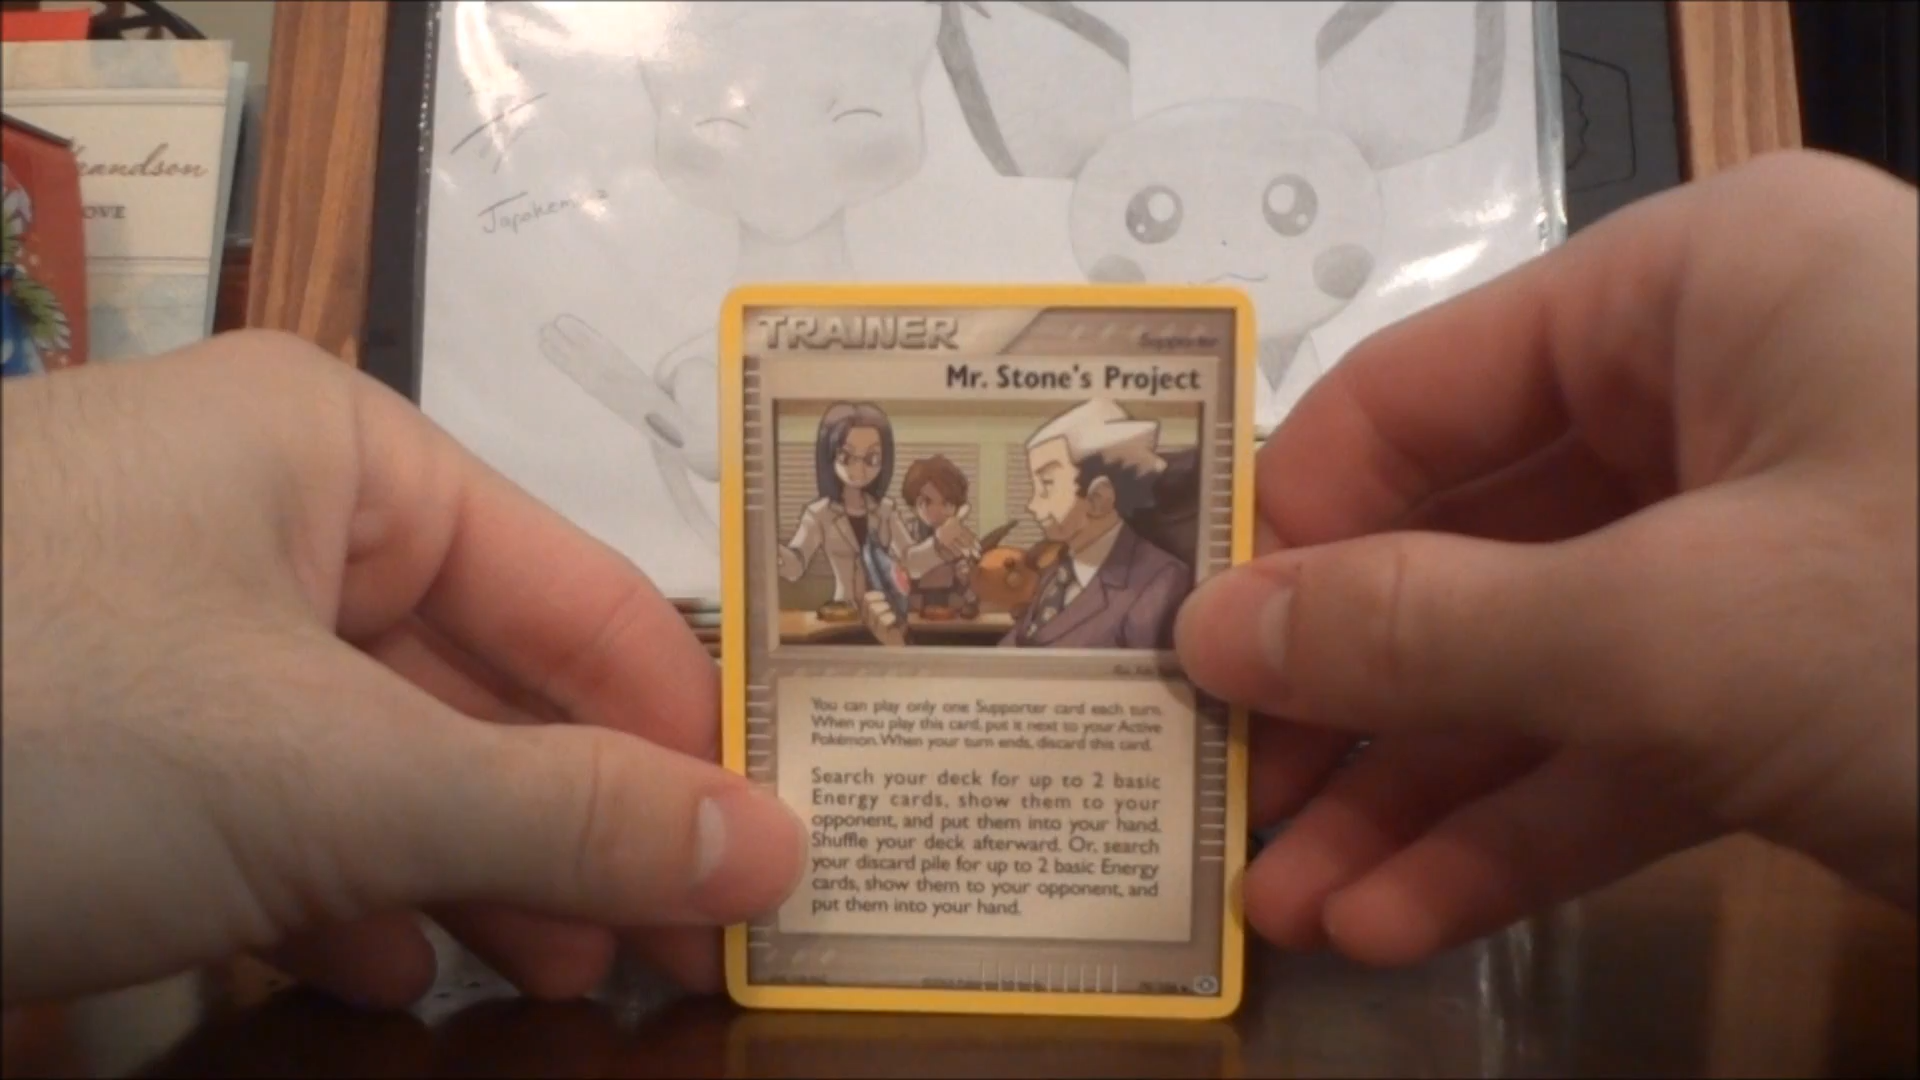 Grandson
OVE
Japakem
TRAINER
Supporter
Mr. Stone's Project
You can play only one Supporter card each turn.
When you play this card, put it next to your Active
Pokémon. When your turn ends, discard this card.
Search your deck for up to 2 basic
Energy cards, show them to your
opponent, and put them into your hand.
Shuffle your deck afterward. Or, search
your discard pile for up to 2 basic Energy
cards, show them to your opponent, and
put them into your hand.